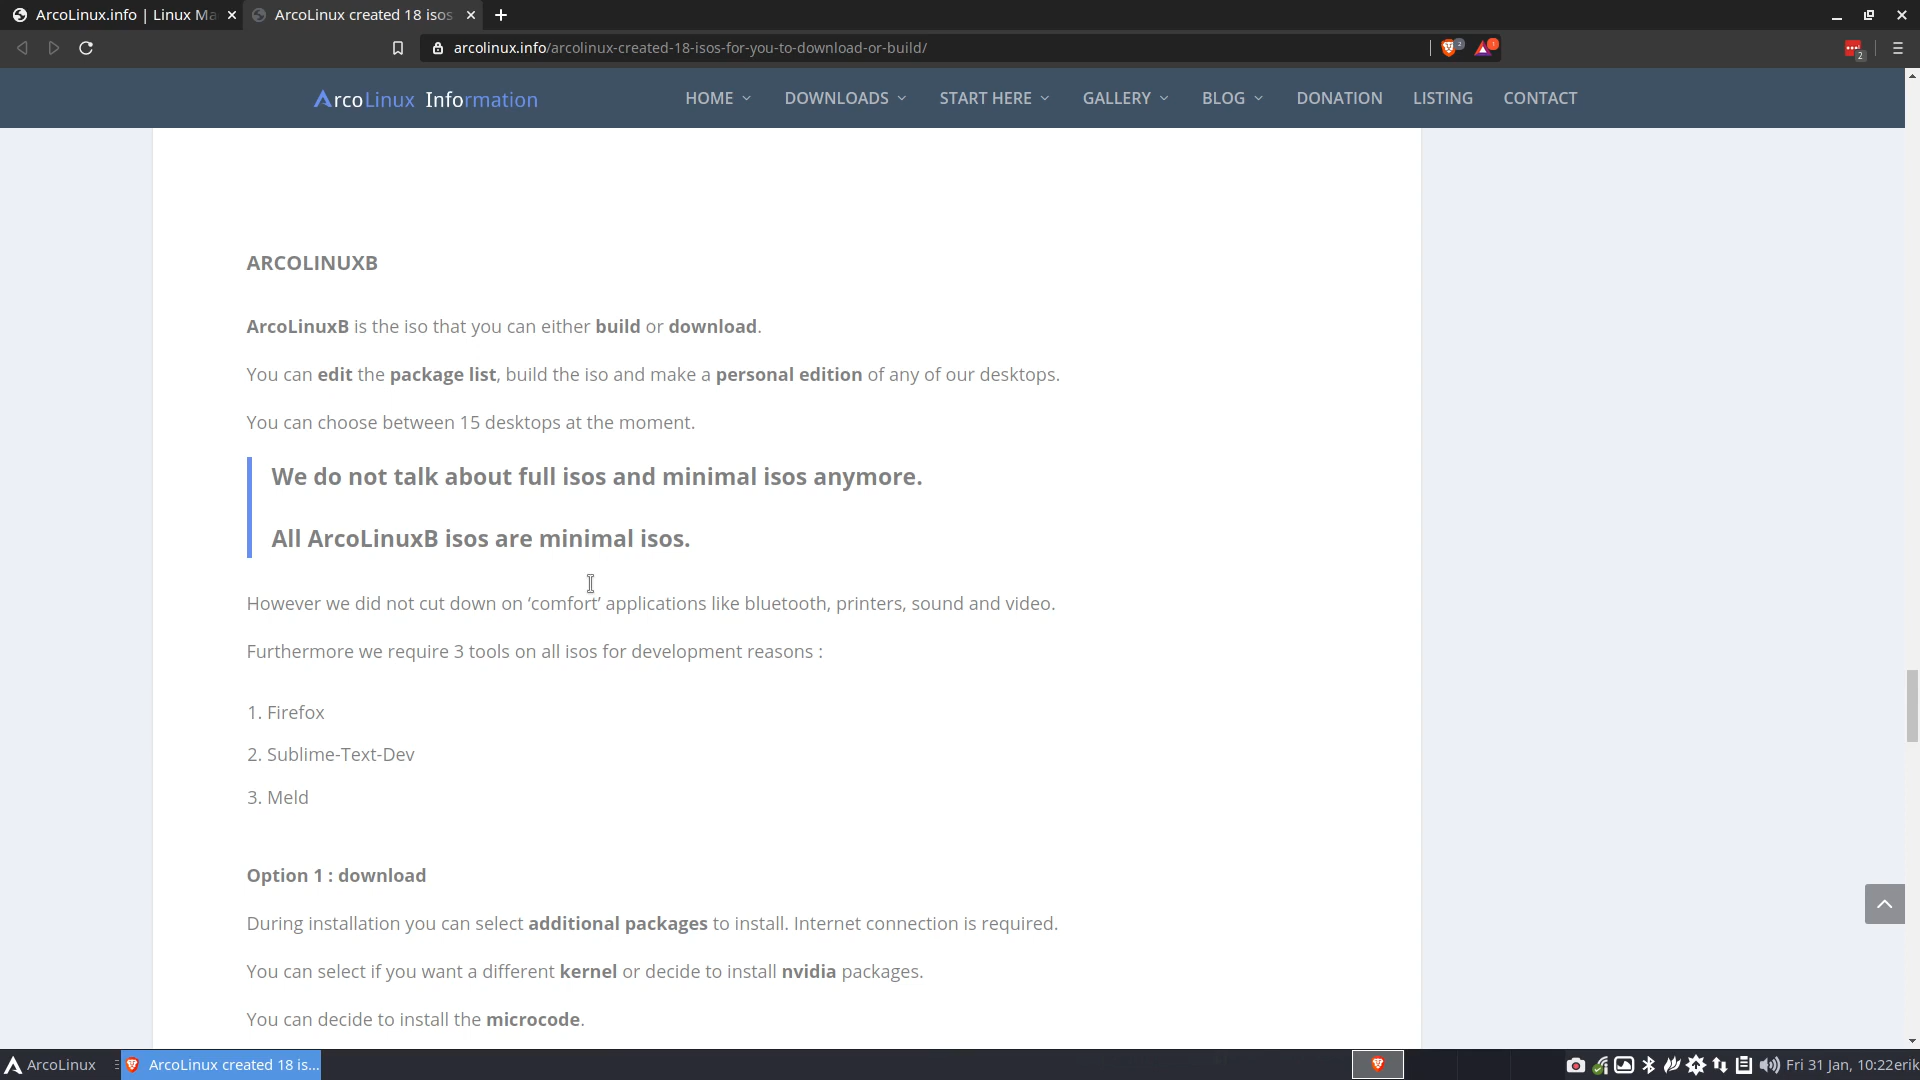 ArcoLinux.info | Linux Ma
ArcoLinux created 18 isos
arcolinux.info/arcolinux-created-18-isos-for-you-to-download-or-build/
2
1
2
ArcoLinux Information
HOME
DOWNLOADS
START HERE
GALLERY
BLOG
DONATION
LISTING
CONTACT
ARCOLINUXB
ArcoLinuxB is the iso that you can either build or download.
You can edit the package list, build the iso and make a personal edition of any of our desktops.
You can choose between 15 desktops at the moment.
We do not talk about full isos and minimal isos anymore.
All ArcoLinuxB isos are minimal isos.
However we did not cut down on ‘comfort’ applications like bluetooth, printers, sound and video.
Furthermore we require 3 tools on all isos for development reasons :
1. Firefox
2. Sublime-Text-Dev
3. Meld
Option 1 : download
During installation you can select additional packages to install. Internet connection is required.
You can select if you want a different kernel or decide to install nvidia packages.
You can decide to install the microcode.
ArcoLinux
ArcoLinux created 18 is...
Fri 31 Jan, 10:22
erik